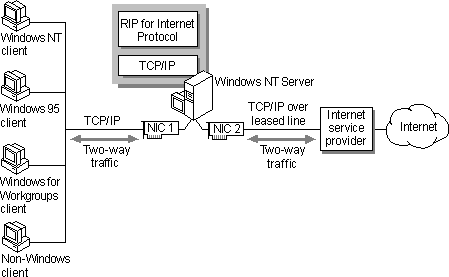 Windows NT
client
Windows 95
client
Windows for
Workgroups
client
Non-Windows
client
RIP for Internet
Protocol
TCP/IP
Windows NT Server
TCP/IP
NIC 1
Two-way
traffic
NIC 2
TCP/IP over
leased line
Two-way
traffic
Internet
service
provider
Internet